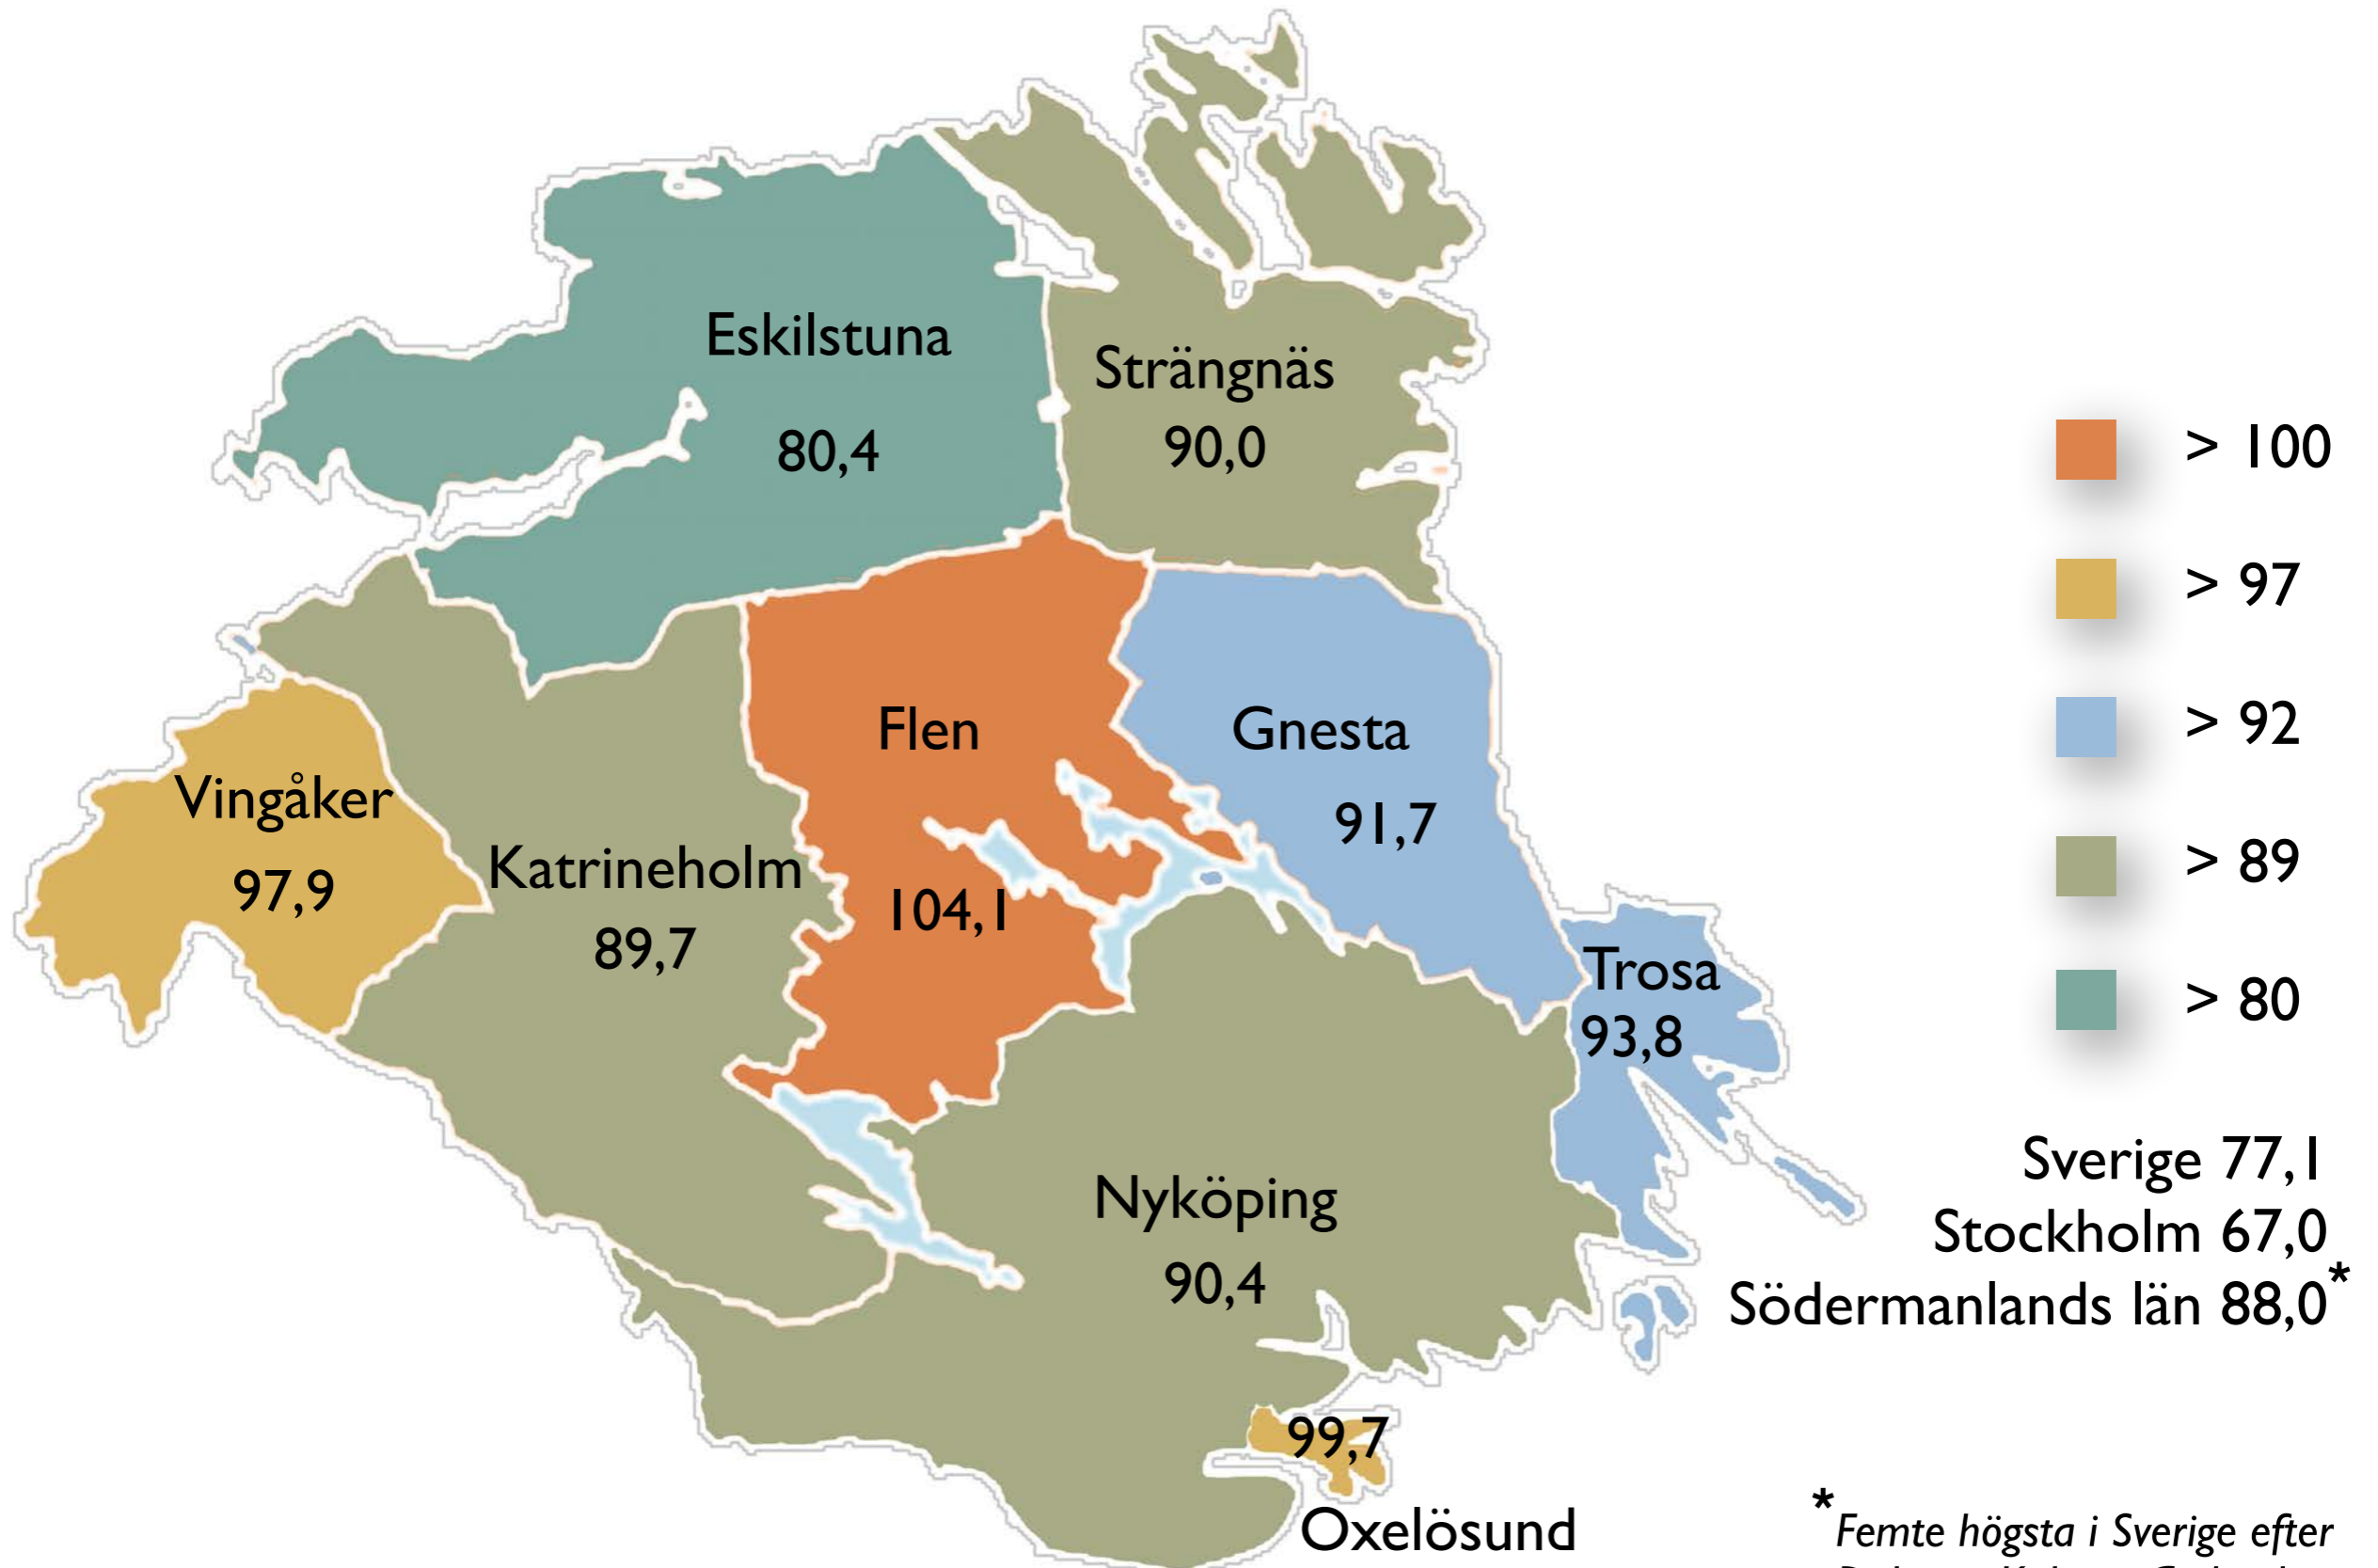 Eskilstuna
80,4
Strängnäs
90,0
Flen
104,1
Gnesta
91,7
Vingåker
97,9
Katrineholm
89,7
Trosa
93,8
Nyköping
90,4
99,7
Oxelösund
> 100
> 97
> 92
> 89
> 80
Sverige 77,1
Stockholm 67,0
Södermanlands län 88,0*
*Femte högsta i Sverige efter